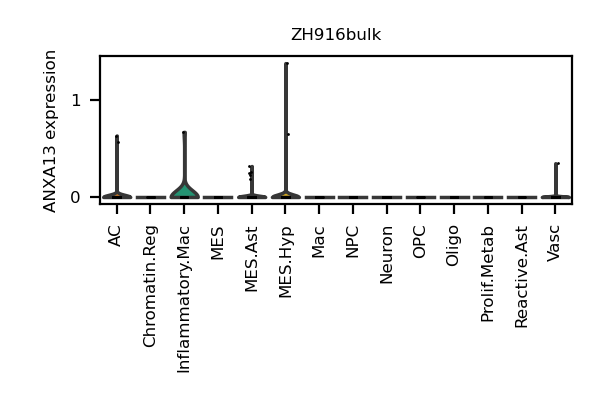 ZH916bulk
ANXA13 expression
1
0
AC
Chromatin.Reg
Inflammatory.Mac
MES
MES.Ast
MES.Hyp
Mac
NPC
Neuron
OPC
Oligo
Prolif.Metab
Reactive.Ast
Vasc